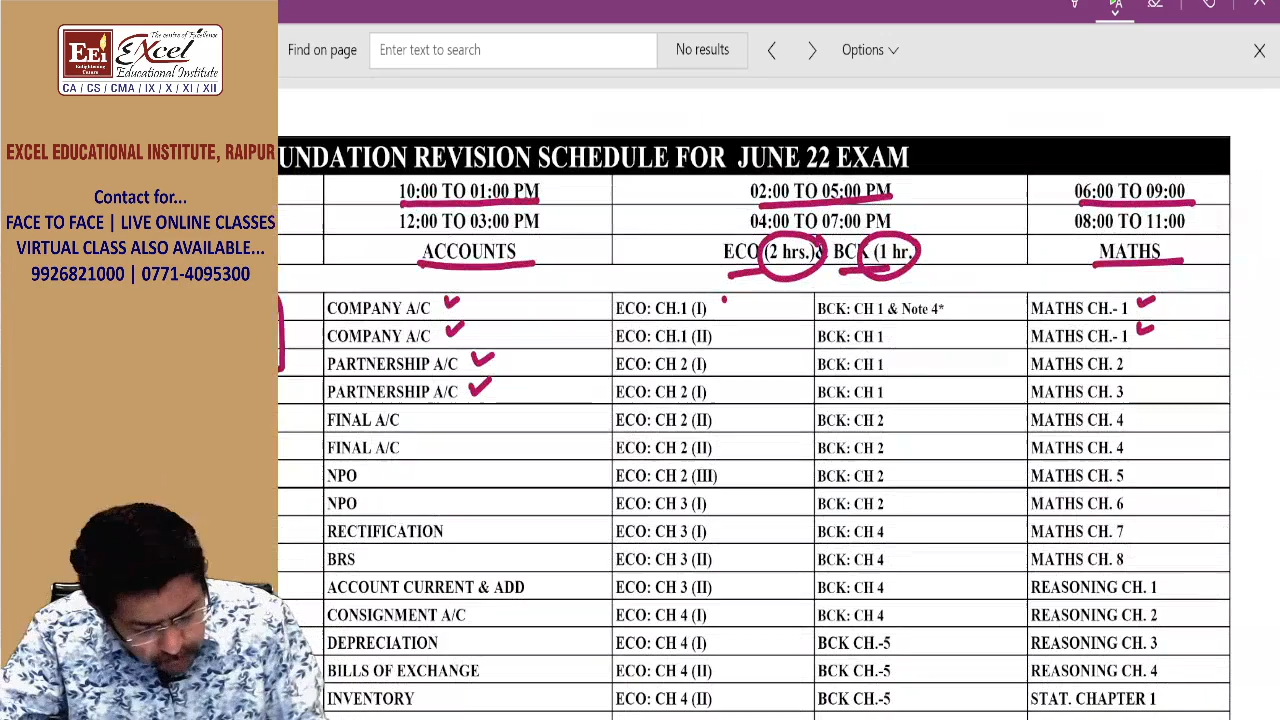 Find on page
Enter text to search
No results
Options
The centre of Excellence
EEi
Enlightening Careers
Excel
Educational Institute
CA / CS / CMA / IX / X / XI / XII
EXCEL EDUCATIONAL INSTITUTE, RAIPUR
Contact for...
FACE TO FACE | LIVE ONLINE CLASSES
VIRTUAL CLASS ALSO AVAILABLE...
9926821000 | 0771-4095300
UNDATION REVISION SCHEDULE FOR JUNE 22 EXAM
10:00 TO 01:00 PM 02:00 TO 05:00 PM 06:00 TO 09:00
12:00 TO 03:00 PM 04:00 TO 07:00 PM 08:00 TO 11:00
ACCOUNTS ECO (2 hrs.)& BCK (1 hr.) MATHS
COMPANY A/C ECO: CH.1 (I) BCK: CH 1 & Note 4* MATHS CH.- 1
COMPANY A/C ECO: CH.1 (II) BCK: CH 1 MATHS CH.- 1
PARTNERSHIP A/C ECO: CH 2 (I) BCK: CH 1 MATHS CH. 2
PARTNERSHIP A/C ECO: CH 2 (I) BCK: CH 1 MATHS CH. 3
FINAL A/C ECO: CH 2 (II) BCK: CH 2 MATHS CH. 4
FINAL A/C ECO: CH 2 (II) BCK: CH 2 MATHS CH. 4
NPO ECO: CH 2 (III) BCK: CH 2 MATHS CH. 5
NPO ECO: CH 3 (I) BCK: CH 2 MATHS CH. 6
RECTIFICATION ECO: CH 3 (I) BCK: CH 4 MATHS CH. 7
BRS ECO: CH 3 (II) BCK: CH 4 MATHS CH. 8
ACCOUNT CURRENT & ADD ECO: CH 3 (II) BCK: CH 4 REASONING CH. 1
CONSIGNMENT A/C ECO: CH 4 (I) BCK: CH 4 REASONING CH. 2
DEPRECIATION ECO: CH 4 (I) BCK CH.-5 REASONING CH. 3
BILLS OF EXCHANGE ECO: CH 4 (II) BCK CH.-5 REASONING CH. 4
INVENTORY ECO: CH 4 (II) BCK CH.-5 STAT. CHAPTER 1